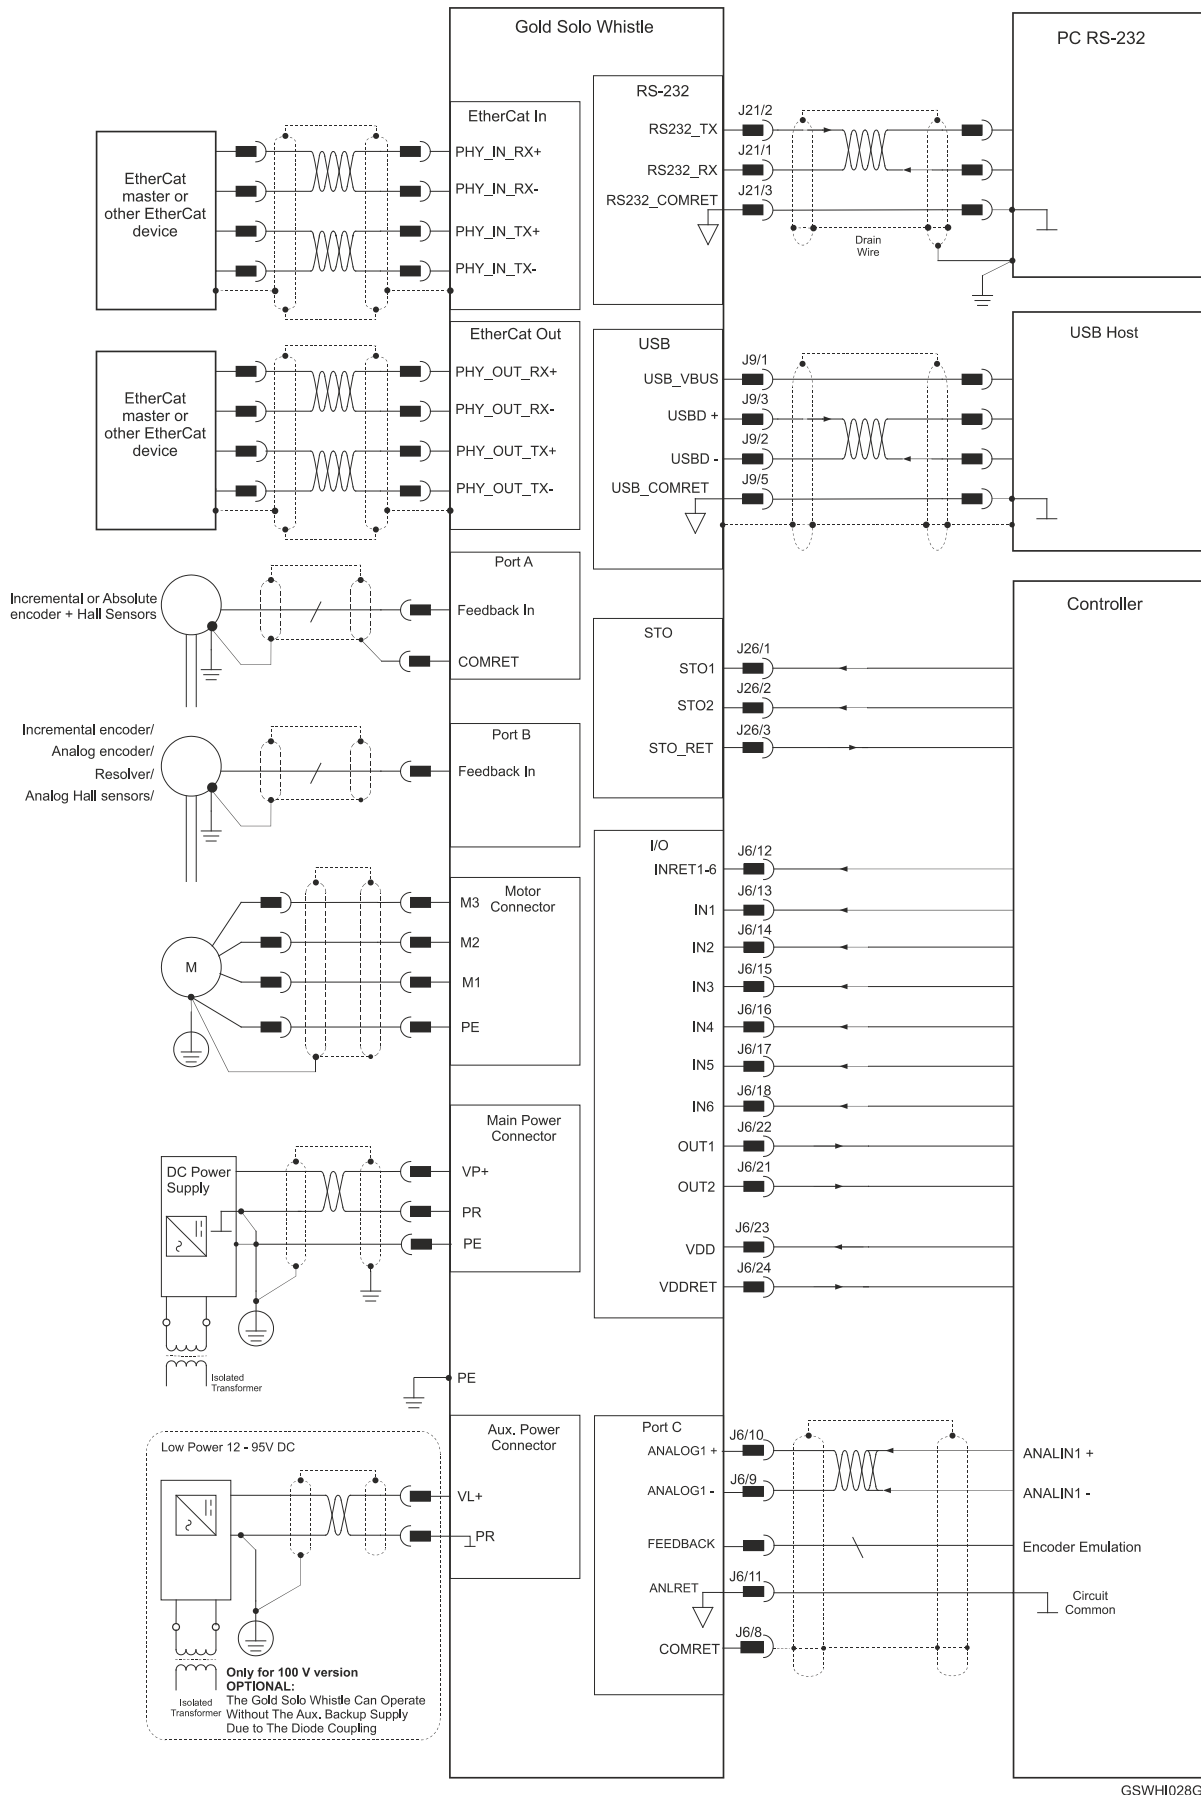 Gold Solo Whistle
PC RS-232
EtherCat In
PHY_IN_RX+
PHY_IN_RX-
PHY_IN_TX+
PHY_IN_TX-
EtherCat
master or
other EtherCat
device
RS-232
RS232_TX
RS232_RX
RS232_COMRET
J21/2
J21/1
J21/3
Drain
Wire
EtherCat Out
PHY_OUT_RX+
PHY_OUT_RX-
PHY_OUT_TX+
PHY_OUT_TX-
EtherCat
master or
other EtherCat
device
USB
USB_VBUS
USBD +
USBD -
USB_COMRET
J9/1
J9/3
J9/2
J9/5
USB Host
Port A
Feedback In
COMRET
Incremental or Absolute
encoder + Hall Sensors
STO
STO1
STO2
STO_RET
J26/1
J26/2
J26/3
Controller
Port B
Feedback In
Incremental encoder/
Analog encoder/
Resolver/
Analog Hall sensors/
I/O
INRET1-6
IN1
IN2
IN3
IN4
IN5
IN6
OUT1
OUT2
VDD
VDDRET
J6/12
J6/13
J6/14
J6/15
J6/16
J6/17
J6/18
J6/22
J6/21
J6/23
J6/24
Motor
Connector
M3
M2
M1
PE
M
Main Power
Connector
VP+
PR
PE
DC Power
Supply
Isolated
Transformer
PE
Aux. Power
Connector
VL+
PR
Low Power 12 - 95V DC
Isolated
Transformer
Only for 100 V version
OPTIONAL:
The Gold Solo Whistle Can Operate
Without The Aux. Backup Supply
Due to The Diode Coupling
Port C
ANALOG1 +
ANALOG1 -
FEEDBACK
ANLRET
COMRET
J6/10
J6/9
J6/11
J6/8
ANALIN1 +
ANALIN1 -
Encoder Emulation
Circuit
Common
GSWHI028G